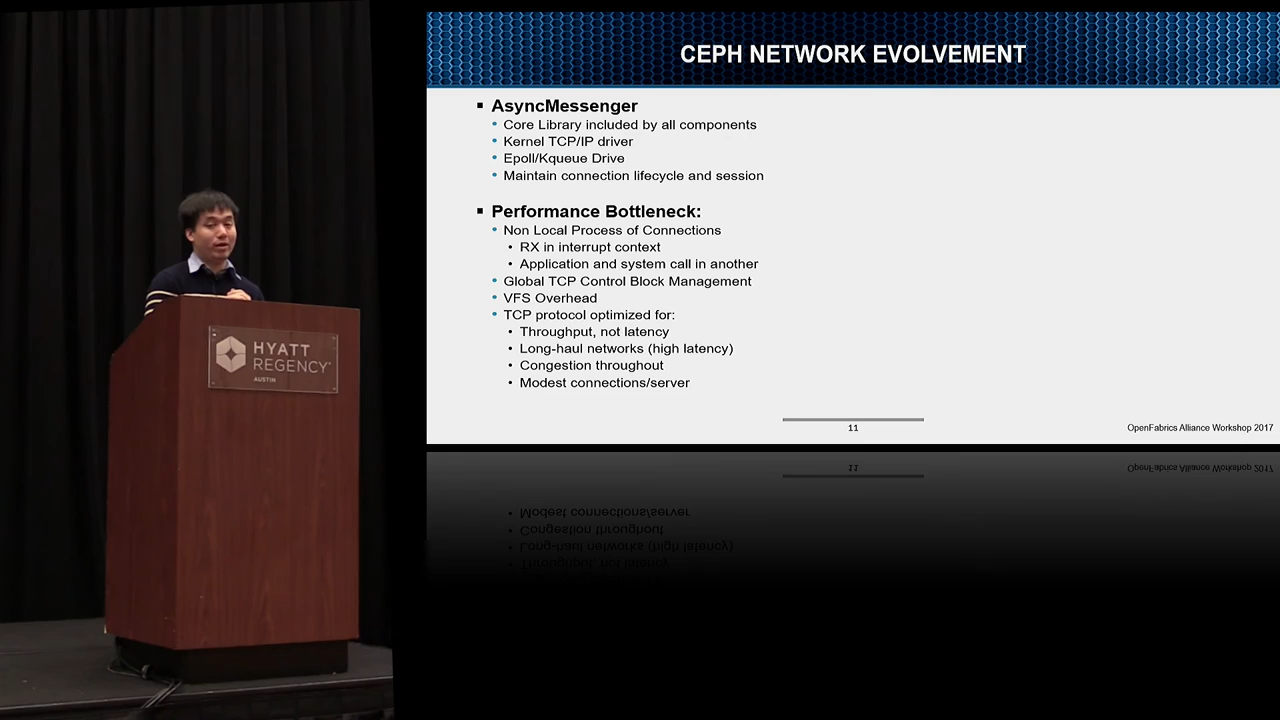 CEPH NETWORK EVOLVEMENT
AsyncMessenger
Core Library included by all components
Kernel TCP/IP driver
Epoll/Kqueue Drive
Maintain connection lifecycle and session
Performance Bottleneck:
Non Local Process of Connections
RX in interrupt context
Application and system call in another
Global TCP Control Block Management
VFS Overhead
TCP protocol optimized for:
Throughput, not latency
Long-haul networks (high latency)
Congestion throughout
Modest connections/server
11
OpenFabrics Alliance Workshop 2017
HYATT
REGENCY
AUSTIN